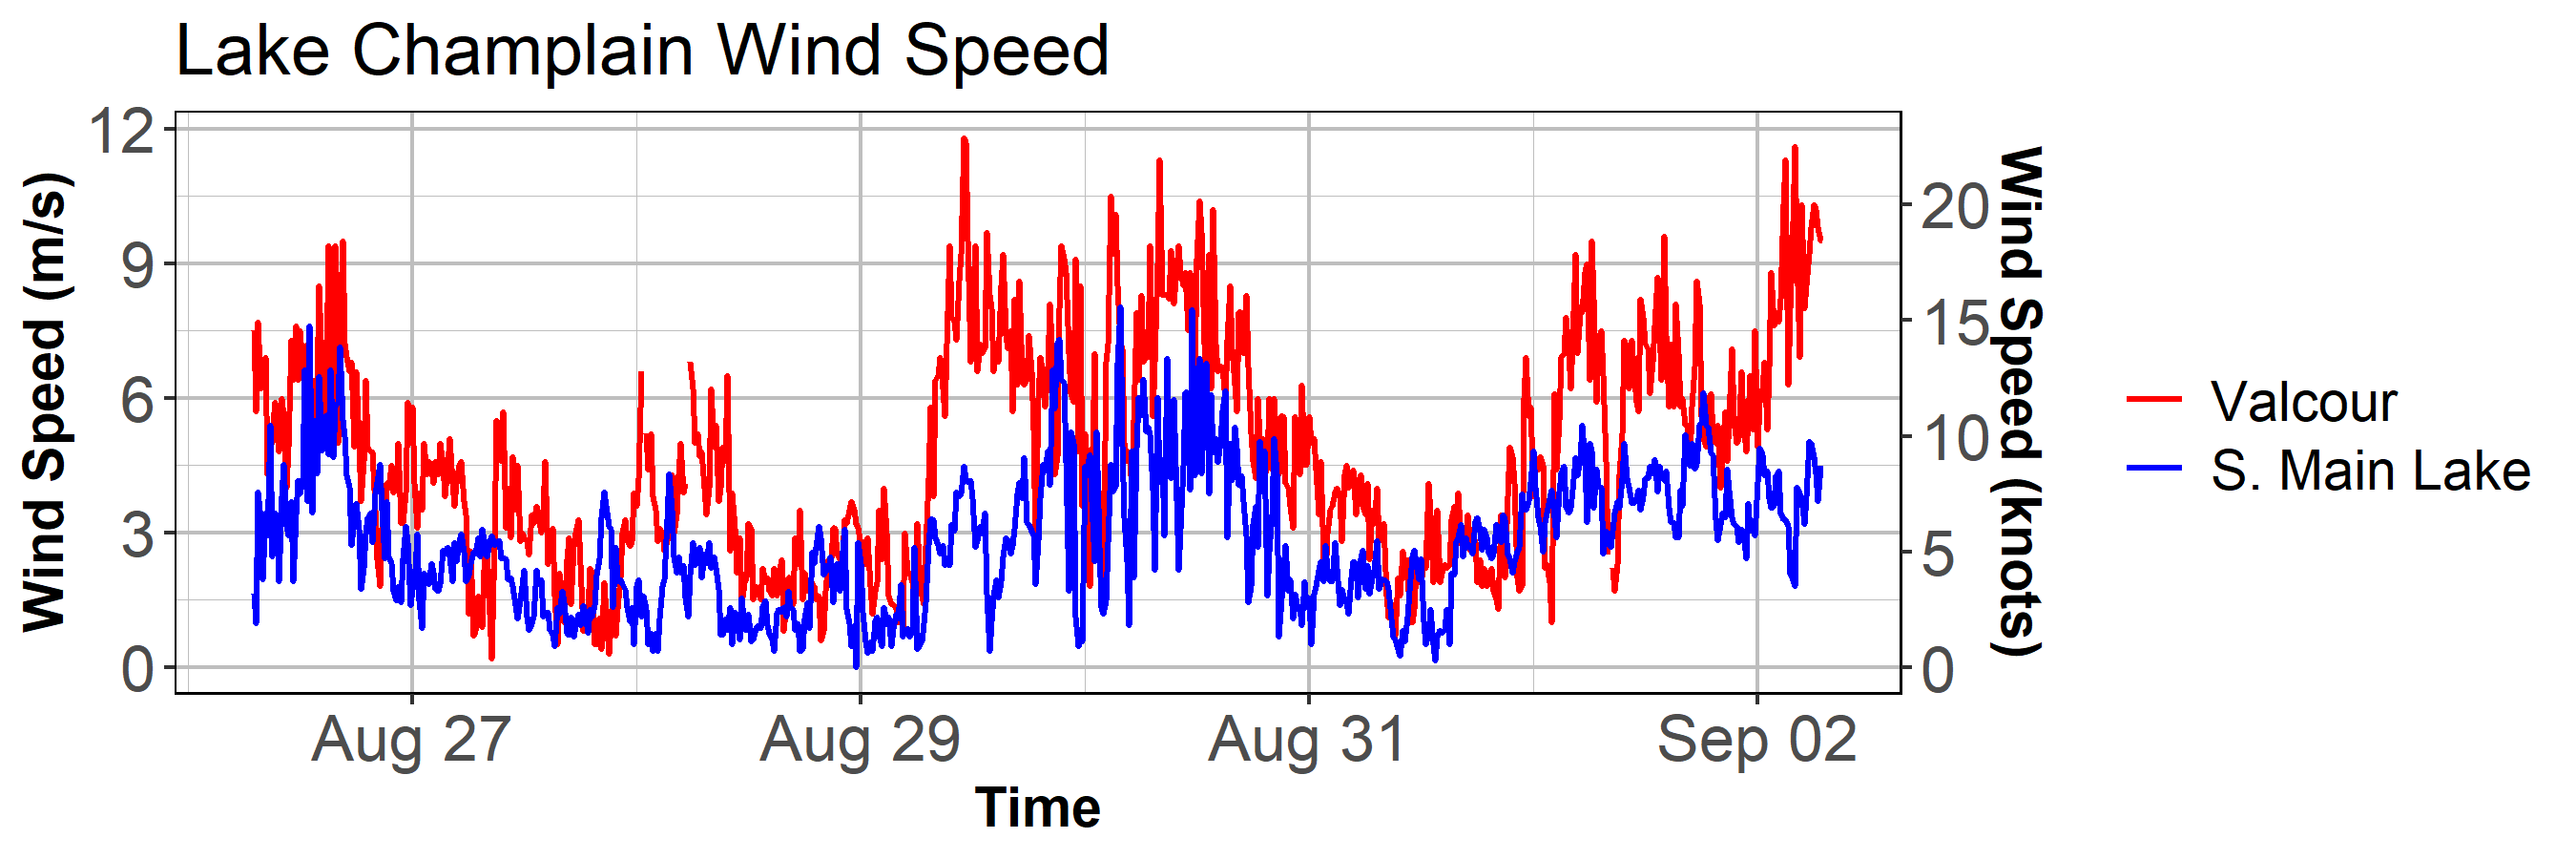 Lake Champlain Wind Speed
Wind Speed (m/s)
12
9
6
3
0
Aug 27
Aug 29
Aug 31
Sep 02
Time
20
15
10
5
0
Wind Speed (knots)
Valcour
S. Main Lake